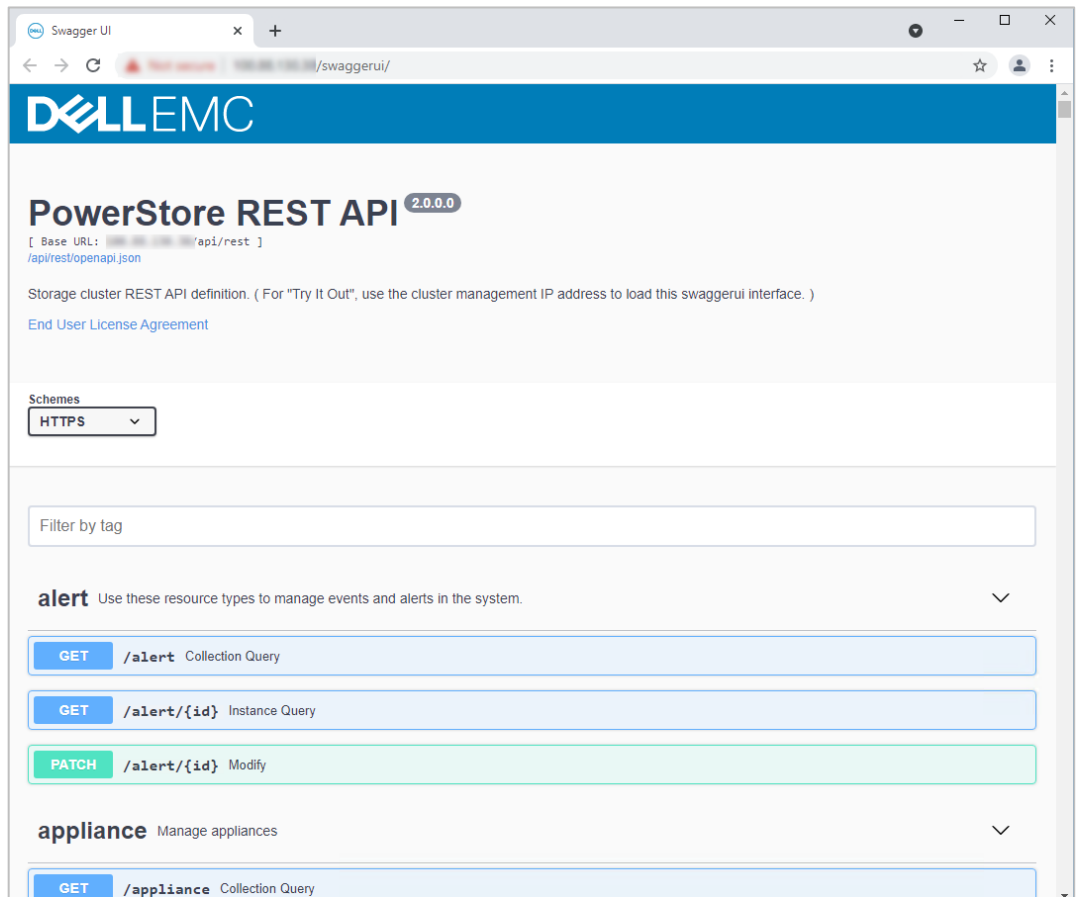 Swagger UI
/swaggerui/
DELLEMC
PowerStore REST API 2.0.0.0
[ Base URL: /api/rest ]
/api/rest/openapi.json
Storage cluster REST API definition. ( For "Try It Out", use the cluster management IP address to load this swaggerui interface. )
End User License Agreement
Schemes
HTTPS
Filter by tag
alert Use these resource types to manage events and alerts in the system.
GET /alert Collection Query
GET /alert/{id} Instance Query
PATCH /alert/{id} Modify
appliance Manage appliances
GET /appliance Collection Query